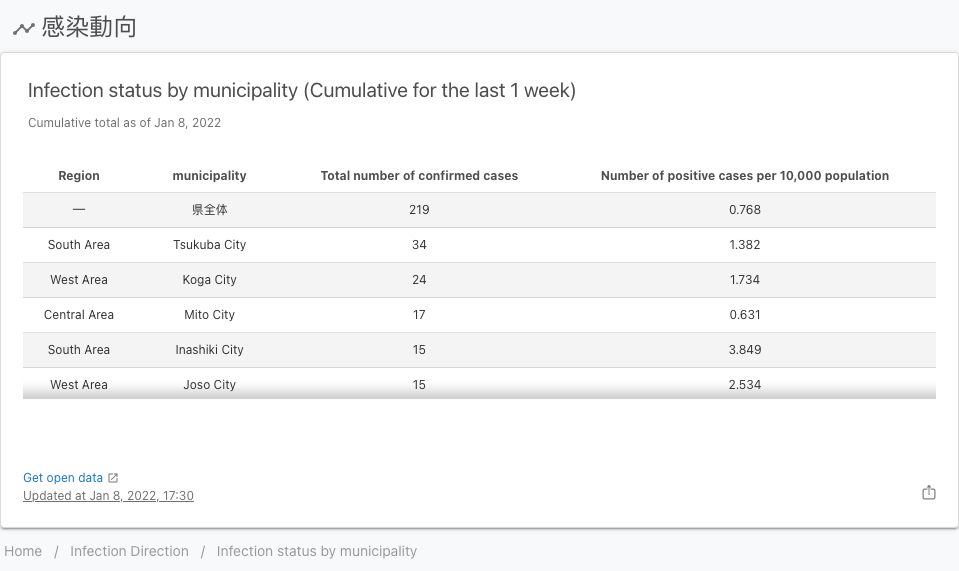 感染動向
Infection status by municipality (Cumulative for the last 1 week)
Cumulative total as of Jan 8, 2022
Region municipality Total number of confirmed cases Number of positive cases per 10,000 population
— 県全体 219 0.768
South Area Tsukuba City 34 1.382
West Area Koga City 24 1.734
Central Area Mito City 17 0.631
South Area Inashiki City 15 3.849
West Area Joso City 15 2.534
Get open data
Updated at Jan 8, 2022, 17:30
Home / Infection Direction / Infection status by municipality